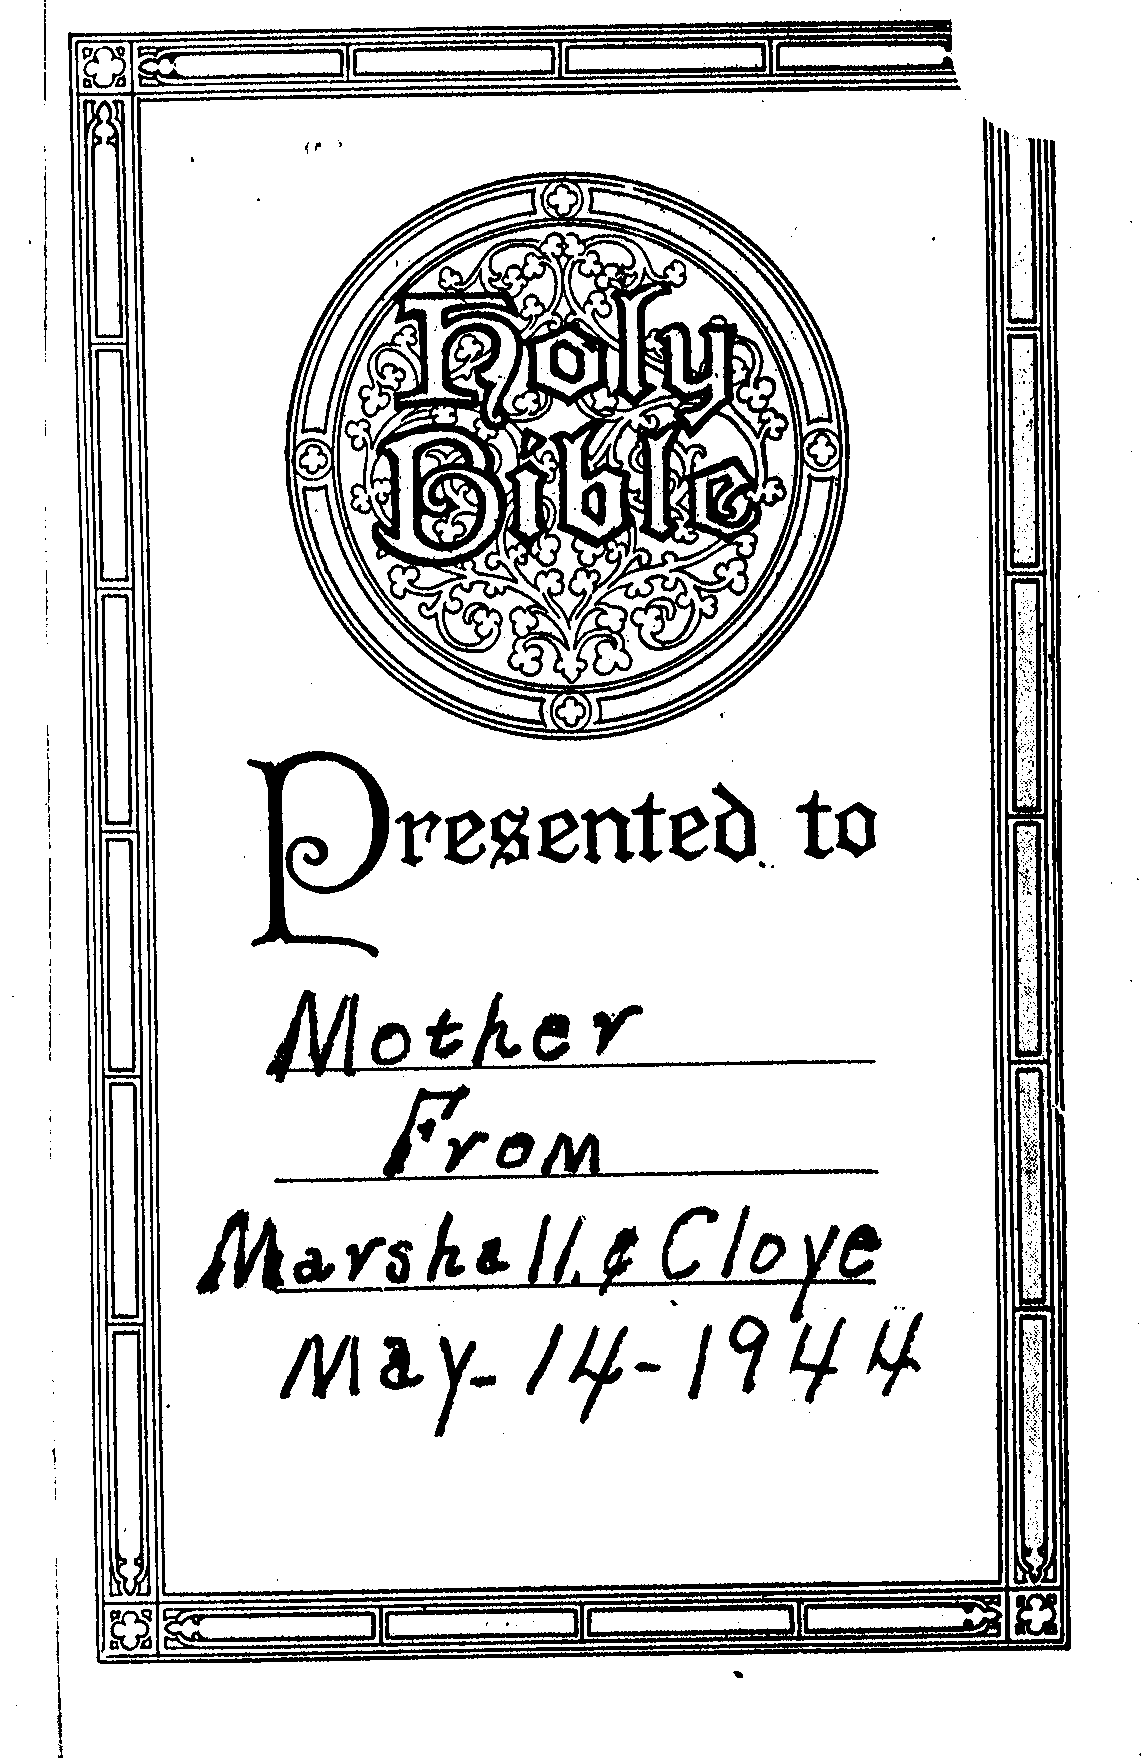 Holy
Bible
Presented to
Mother
From
Marshall. & Cloye
May-14-1944